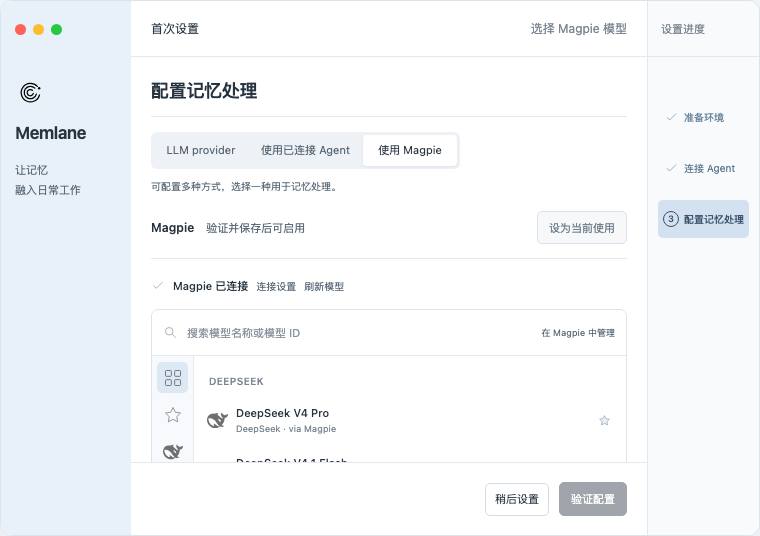 首次设置
选择 Magpie 模型
设置进度
Memlane
让记忆
融入日常工作
配置记忆处理
LLM provider
使用已连接 Agent
使用 Magpie
可配置多种方式，选择一种用于记忆处理。
Magpie
验证并保存后可启用
设为当前使用
Magpie 已连接
连接设置
刷新模型
搜索模型名称或模型 ID
在 Magpie 中管理
DEEPSEEK
DeepSeek V4 Pro
DeepSeek · via Magpie
DeepSeek V4.1 Flash
稍后设置
验证配置
准备环境
连接 Agent
3 配置记忆处理